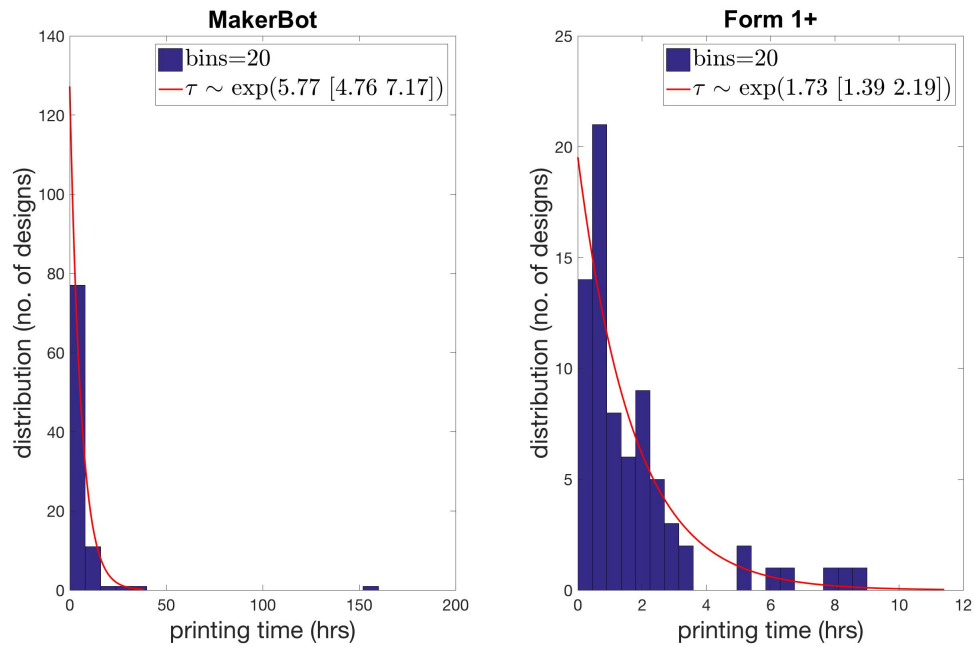 MakerBot
140
120
100
80
60
40
20
0
distribution (no. of designs)
bins=20
τ ∼ exp(5.77 [4.76 7.17])
0 50 100 150 200
printing time (hrs)
Form 1+
25
20
15
10
5
0
distribution (no. of designs)
bins=20
τ ∼ exp(1.73 [1.39 2.19])
0 2 4 6 8 10 12
printing time (hrs)